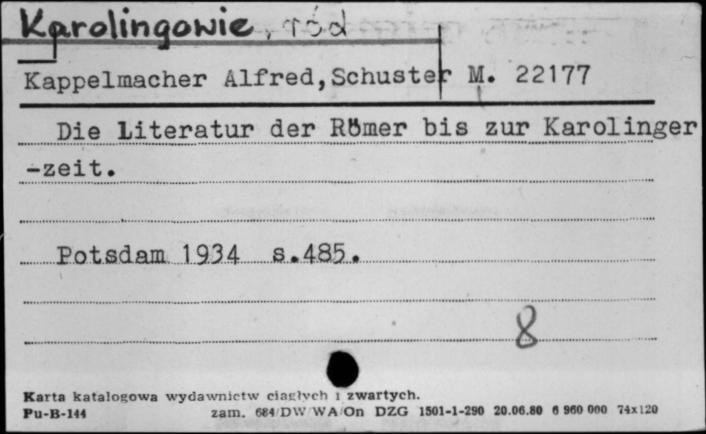 Karolingowie, ród
Kappelmacher Alfred,Schuster M. 22177
Die Literatur der Römer bis zur Karolinger
-zeit.
Potsdam 1934 s.485.
8
Karta katalogowa wydawnictw ciągłych i zwartych.
Pu-B-144 zam. 684/DW/WA/On DZG 1501-1-290 20.06.80 6 960 000 74x120